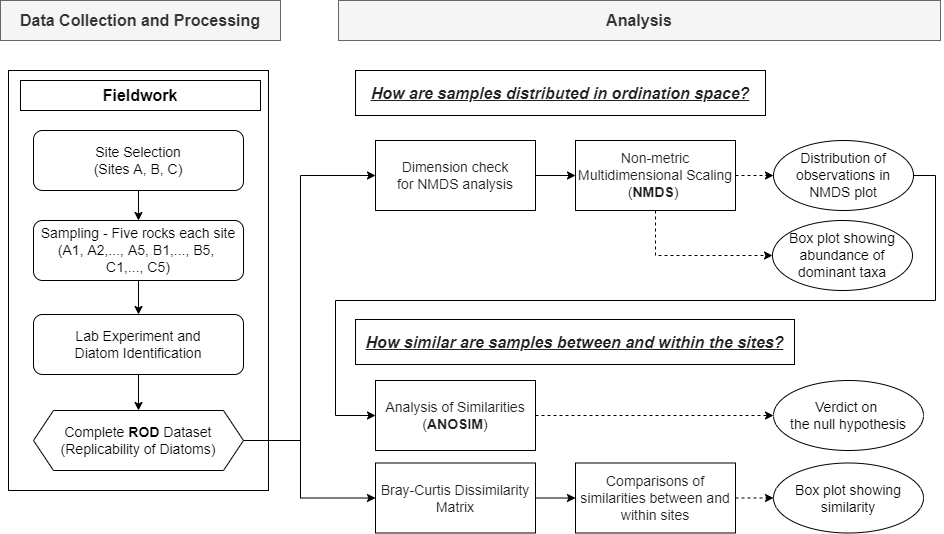 Data Collection and Processing
Analysis
Fieldwork
Site Selection
(Sites A, B, C)
Sampling - Five rocks each site
(A1, A2,..., A5, B1,..., B5,
C1,..., C5)
Lab Experiment and
Diatom Identification
Complete ROD Dataset
(Replicability of Diatoms)
How are samples distributed in ordination space?
Dimension check
for NMDS analysis
Non-metric
Multidimensional Scaling
(NMDS)
Distribution of
observations in
NMDS plot
Box plot showing
abundance of
dominant taxa
How similar are samples between and within the sites?
Analysis of Similarities
(ANOSIM)
Verdict on
the null hypothesis
Bray-Curtis Dissimilarity
Matrix
Comparisons of
similarities between and
within sites
Box plot showing
similarity